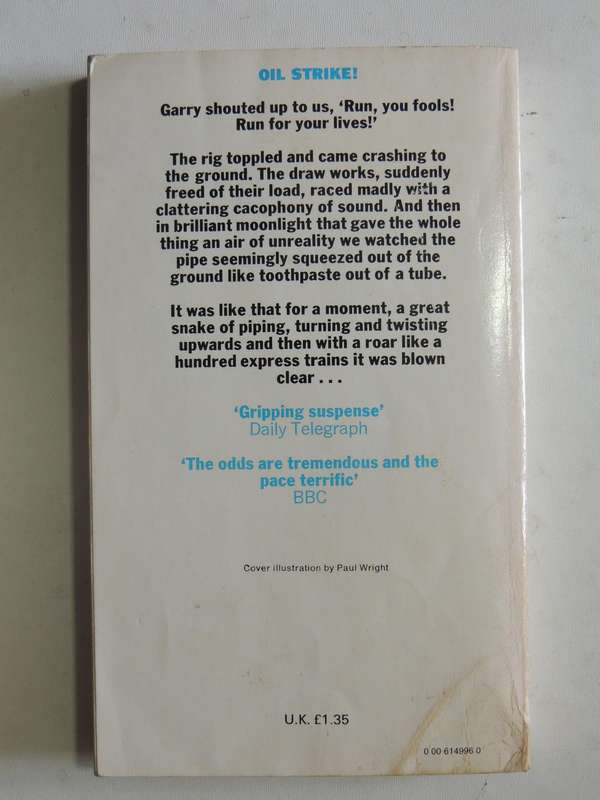 OIL STRIKE!
Garry shouted up to us, ‘Run, you fools!
Run for your lives!’
The rig toppled and came crashing to
the ground. The draw works, suddenly
freed of their load, raced madly with a
clattering cacophony of sound. And then
in brilliant moonlight that gave the whole
thing an air of unreality we watched the
pipe seemingly squeezed out of the
ground like toothpaste out of a tube.
It was like that for a moment, a great
snake of piping, turning and twisting
upwards and then with a roar like a
hundred express trains it was blown
clear . . .
‘Gripping suspense’
Daily Telegraph
‘The odds are tremendous and the
pace terrific’
BBC
Cover illustration by Paul Wright
U.K. £1.35
0 00 614996 0